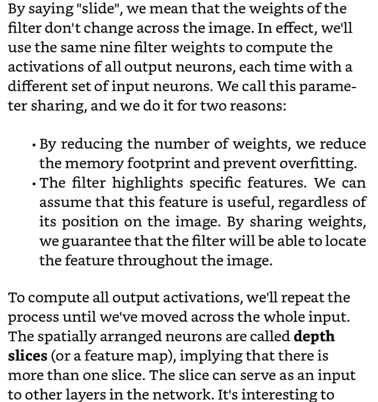 By saying "slide", we mean that the weights of the
filter don't change across the image. In effect, we'll
use the same nine filter weights to compute the
activations of all output neurons, each time with a
different set of input neurons. We call this parame-
ter sharing, and we do it for two reasons:
• By reducing the number of weights, we reduce
the memory footprint and prevent overfitting.
• The filter highlights specific features. We can
assume that this feature is useful, regardless of
its position on the image. By sharing weights,
we guarantee that the filter will be able to locate
the feature throughout the image.
To compute all output activations, we'll repeat the
process until we've moved across the whole input.
The spatially arranged neurons are called depth
slices (or a feature map), implying that there is
more than one slice. The slice can serve as an input
to other layers in the network. It's interesting to